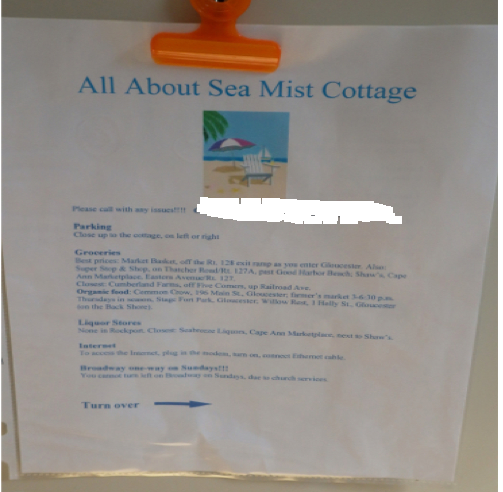 All About Sea Mist Cottage
Please call with any issues!!!!
Parking
Close up to the cottage, on left or right
Groceries
Best prices: Market Basket, off the Rt. 128 exit ramp as you enter Gloucester. Also:
Super Stop & Shop, on Thatcher Road/Rt. 127A, past Good Harbor Beach, Shaw's, Cape
Ann Marketplace, Eastern Avenue/Rt. 127.
Closest: Cumberland Farms, off Five Corners, up Railroad Ave.
Organic food: Common Crow, 196 Main St., Gloucester; farmer's market 3-6:30 p.m.
Thursdays in season, Stage Fort Park, Gloucester; Willow Rest, 1 Holly St., Gloucester
(on the Back Shore).
Liquor Stores
None in Rockport. Closest: Seabreeze Liquors, Cape Ann Marketplace, next to Shaw's.
Internet
To access the Internet, plug in the modem, turn on, connect Ethernet cable.
Broadway one-way on Sundays!!!
You cannot turn left on Broadway on Sundays, due to church services.
Turn over